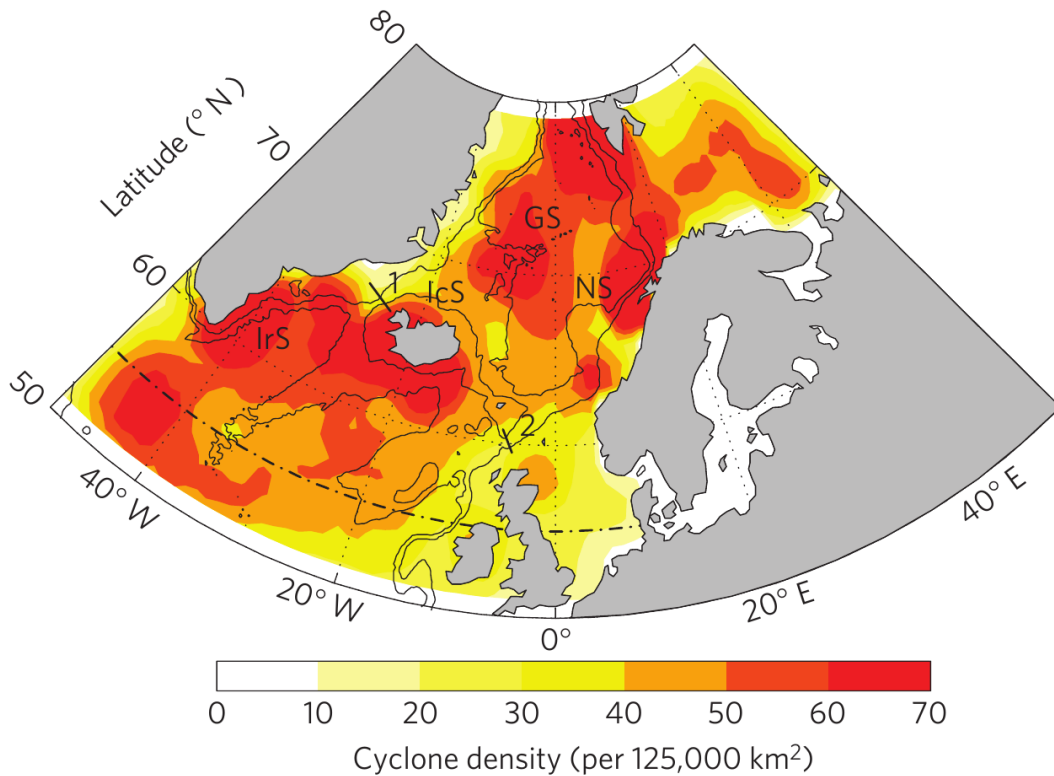 80
Latitude (° N)
70
60
50
°
40° W
20° W
0°
20° E
40° E
GS
NS
1
IcS
IrS
2
0 10 20 30 40 50 60 70
Cyclone density (per 125,000 km²)